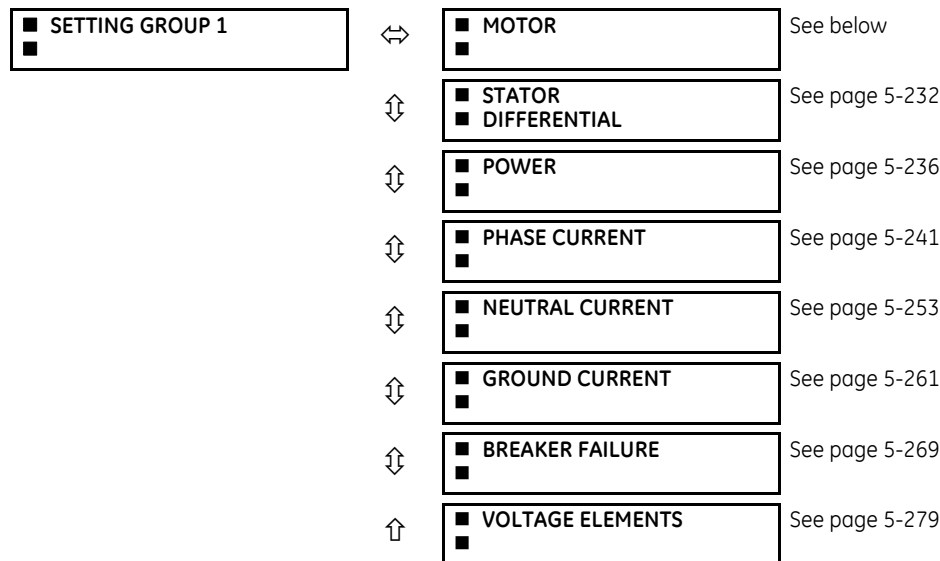 ■ SETTING GROUP 1
■
■ MOTOR
■
See below
■ STATOR
■ DIFFERENTIAL
See page 5-232
■ POWER
■
See page 5-236
■ PHASE CURRENT
■
See page 5-241
■ NEUTRAL CURRENT
■
See page 5-253
■ GROUND CURRENT
■
See page 5-261
■ BREAKER FAILURE
■
See page 5-269
■ VOLTAGE ELEMENTS
■
See page 5-279